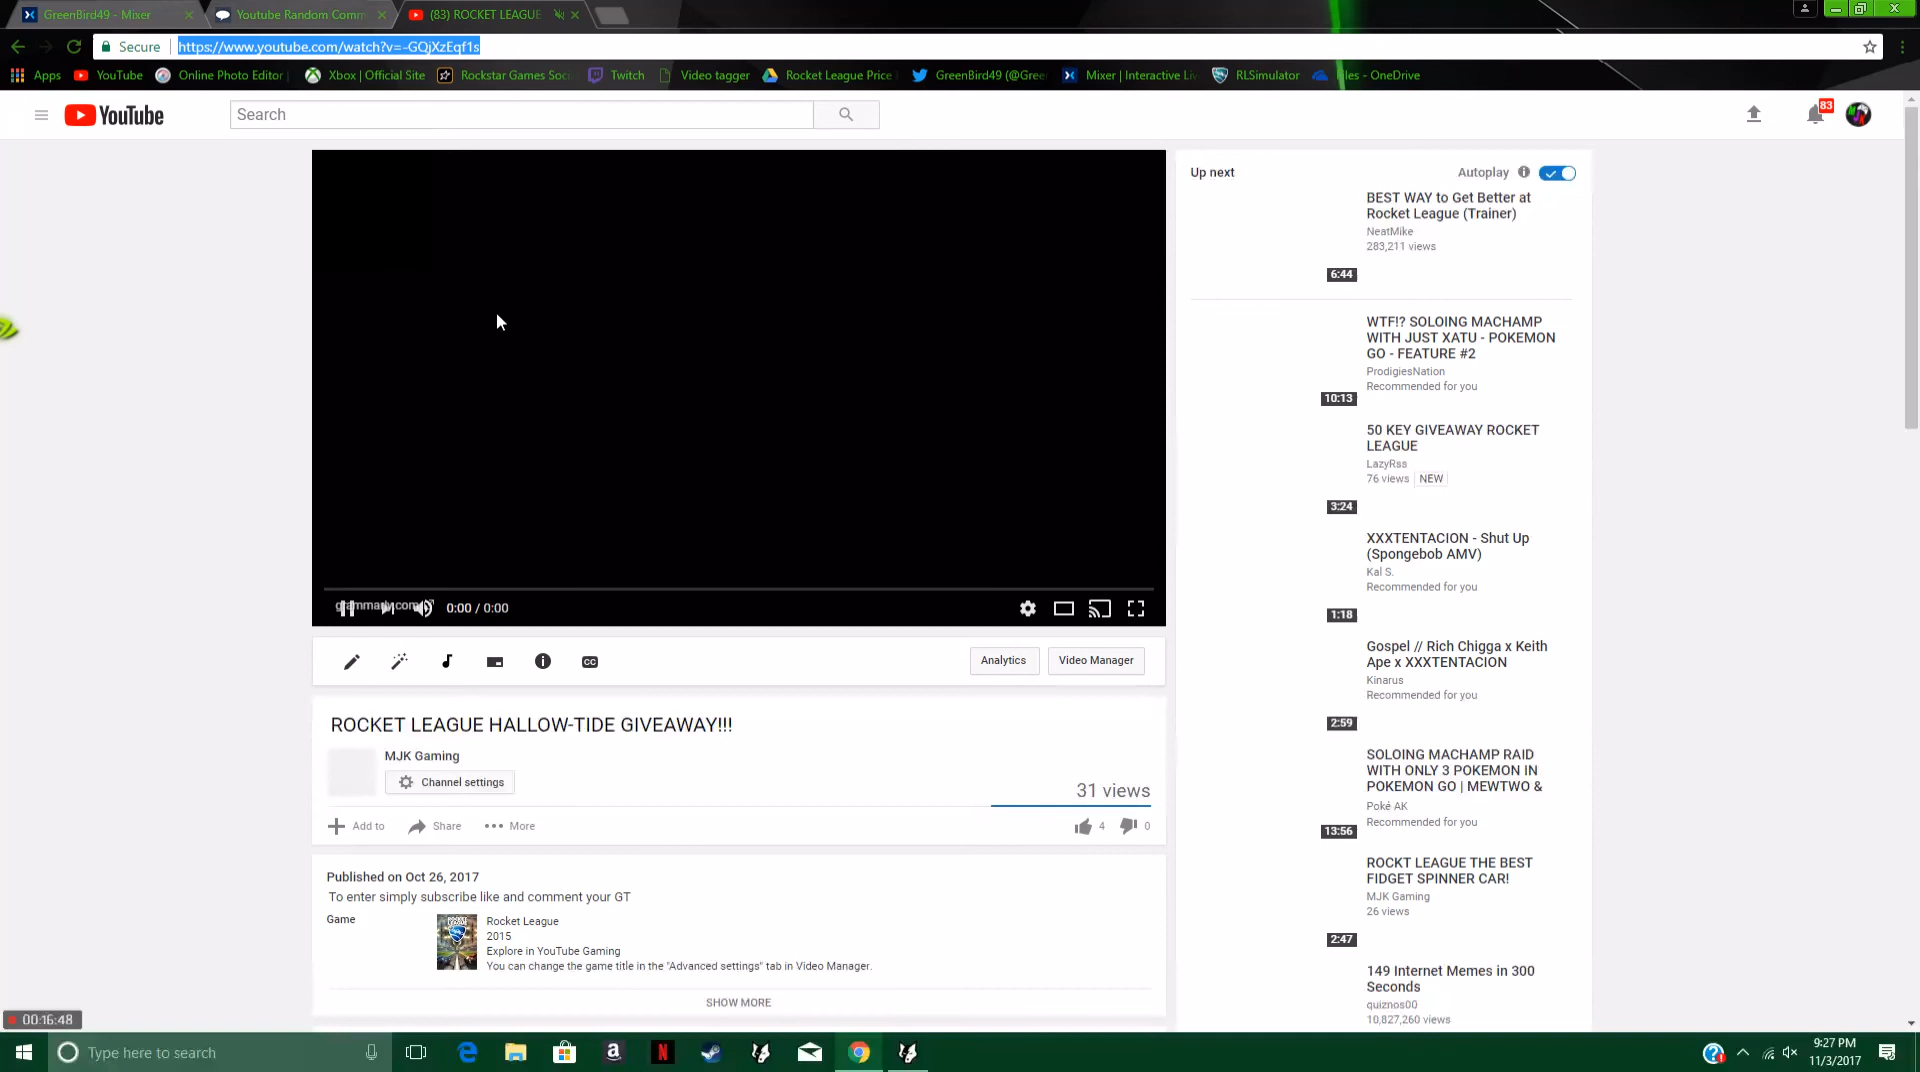 GreenBird49 - Mixer
Youtube Random Comm
(83) ROCKET LEAGUE
Secure
https://www.youtube.com/watch?v=-GQjXzEqf1s
Apps
YouTube
Online Photo Editor
Xbox | Official Site
Rockstar Games Soci
Twitch
Video tagger
Rocket League Price
GreenBird49 (@Gree
Mixer | Interactive Liv
RLSimulator
Files - OneDrive
YouTube
Search
83
Up next
Autoplay
BEST WAY to Get Better at
Rocket League (Trainer)
NeatMike
283,211 views
6:44
WTF!? SOLOING MACHAMP
WITH JUST XATU - POKEMON
GO - FEATURE #2
ProdigiesNation
Recommended for you
10:13
50 KEY GIVEAWAY ROCKET
LEAGUE
LazyRss
76 views NEW
3:24
XXXTENTACION - Shut Up
(Spongebob AMV)
Kal S.
Recommended for you
1:18
Gospel // Rich Chigga x Keith
Ape x XXXTENTACION
Kinarus
Recommended for you
2:59
SOLOING MACHAMP RAID
WITH ONLY 3 POKEMON IN
POKEMON GO | MEWTWO &
Poké AK
Recommended for you
13:56
ROCKT LEAGUE THE BEST
FIDGET SPINNER CAR!
MJK Gaming
26 views
2:47
149 Internet Memes in 300
Seconds
quiznos00
10,827,260 views
grammarly.com
0:00 / 0:00
CC
Analytics
Video Manager
ROCKET LEAGUE HALLOW-TIDE GIVEAWAY!!!
MJK Gaming
Channel settings
31 views
Add to
Share
More
4
0
Published on Oct 26, 2017
To enter simply subscribe like and comment your GT
Game
Rocket League
2015
Explore in YouTube Gaming
You can change the game title in the "Advanced settings" tab in Video Manager.
SHOW MORE
00:16:48
Type here to search
9:27 PM
11/3/2017